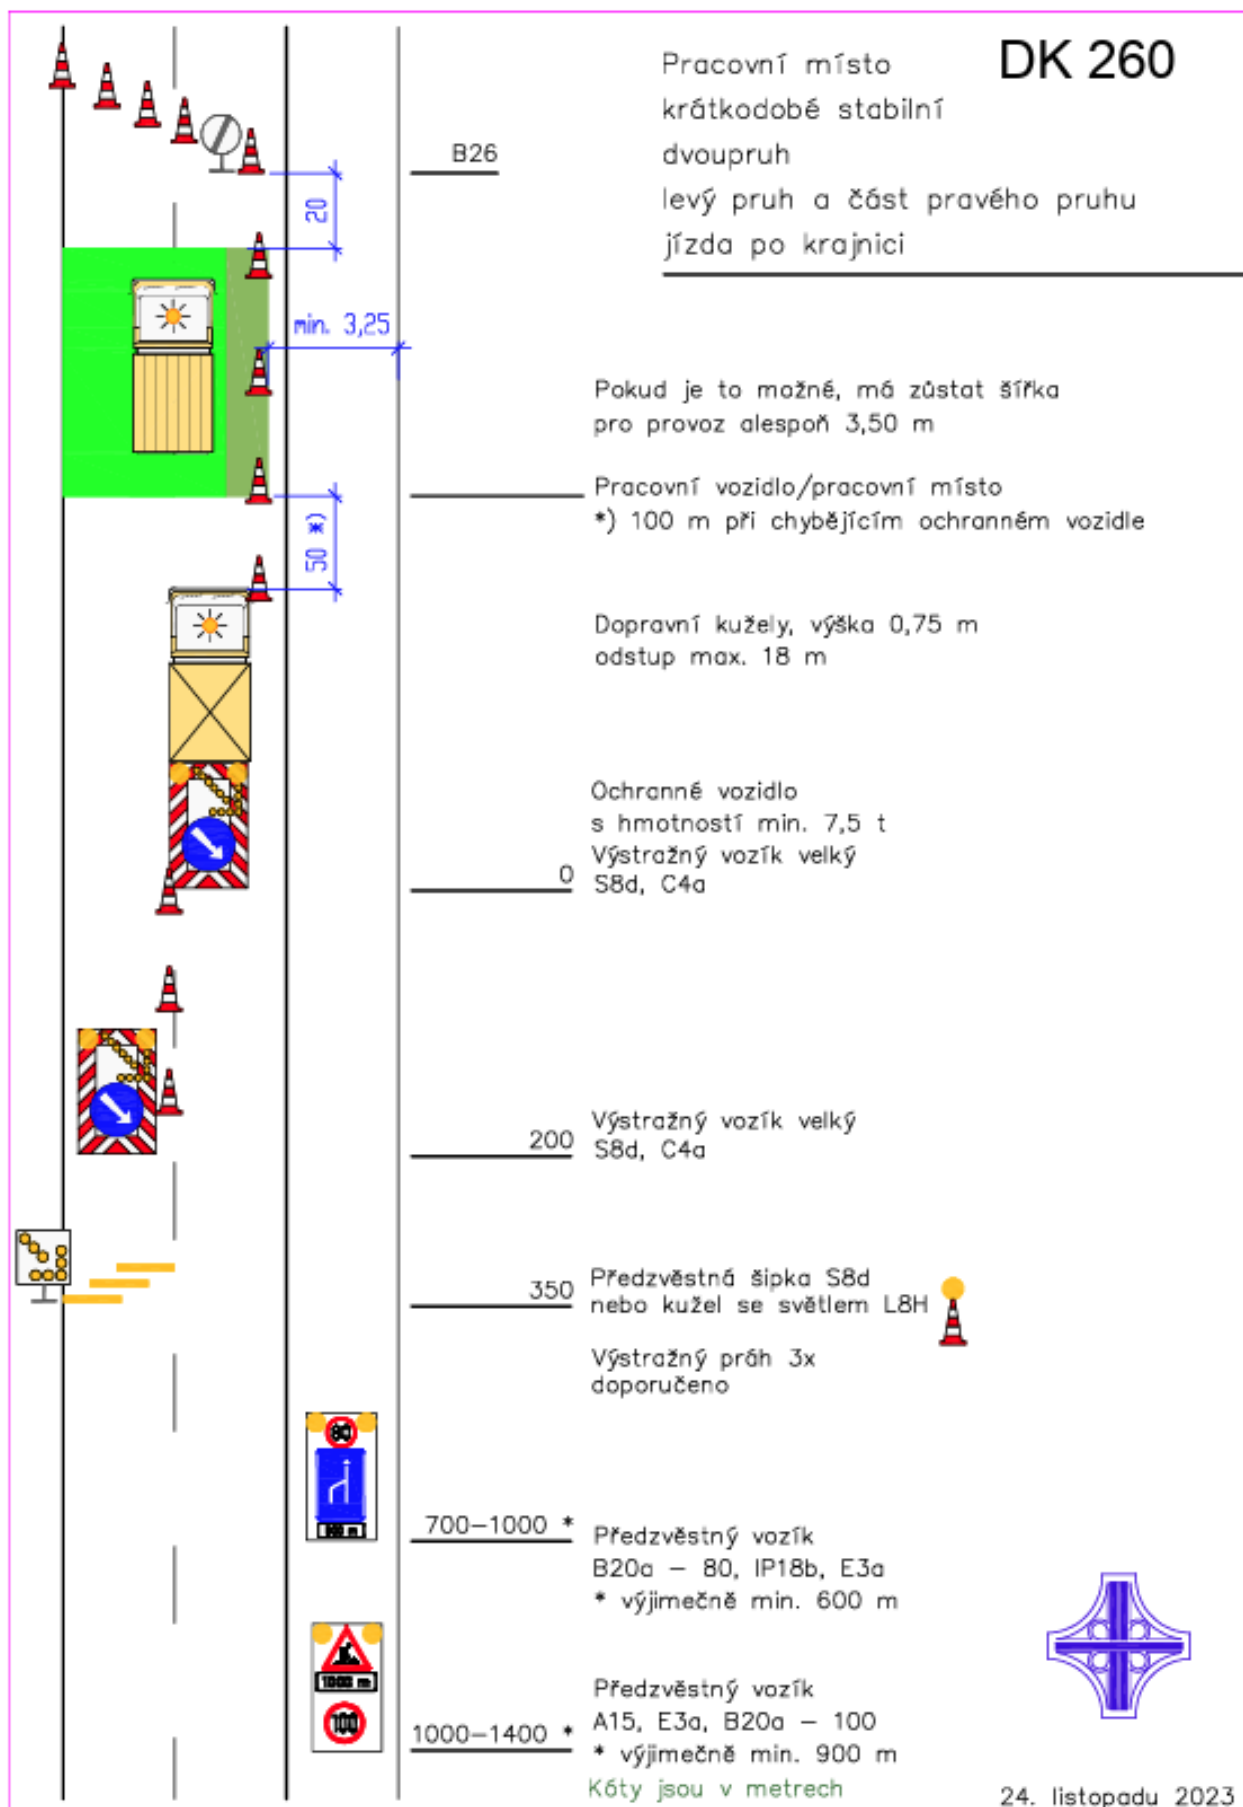 Pracovní místo
DK 260
krátkodobé stabilní
dvoupruh
levý pruh a část pravého pruhu
jízda po krajnici
B26
20
min. 3,25
Pokud je to možné, má zůstat šířka
pro provoz alespoň 3,50 m
Pracovní vozidlo/pracovní místo
*) 100 m při chybějícím ochranném vozidle
50 *)
Dopravní kužely, výška 0,75 m
odstup max. 18 m
Ochranné vozidlo
s hmotností min. 7,5 t
Výstražný vozík velký
0
S8d, C4a
Výstražný vozík velký
200
S8d, C4a
Předzvěstná šipka S8d
350
nebo kužel se světlem L8H
Výstražný práh 3x
doporučeno
80
700-1000 *
Předzvěstný vozík
B20a - 80, IP18b, E3a
* výjimečně min. 600 m
1000 m
100
Předzvěstný vozík
A15, E3a, B20a - 100
1000-1400 *
* výjimečně min. 900 m
Kóty jsou v metrech
24. listopadu 2023